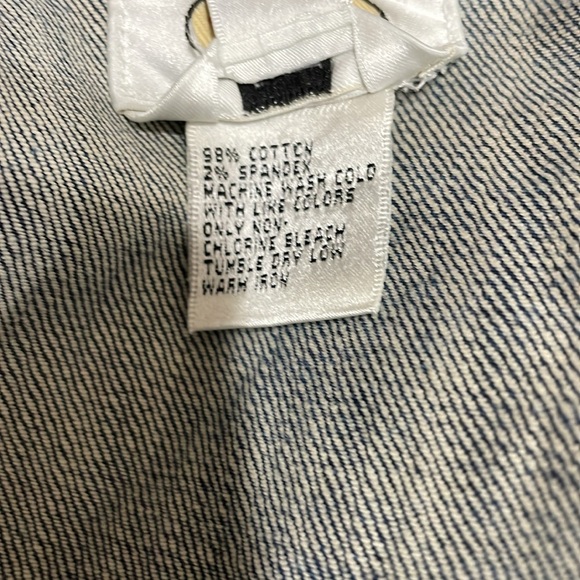 98% COTTON
2% SPANDEX
MACHINE WASH COLD
WITH LIKE COLORS
ONLY NON-
CHLORINE BLEACH
TUMBLE DRY LOW
WARM IRON